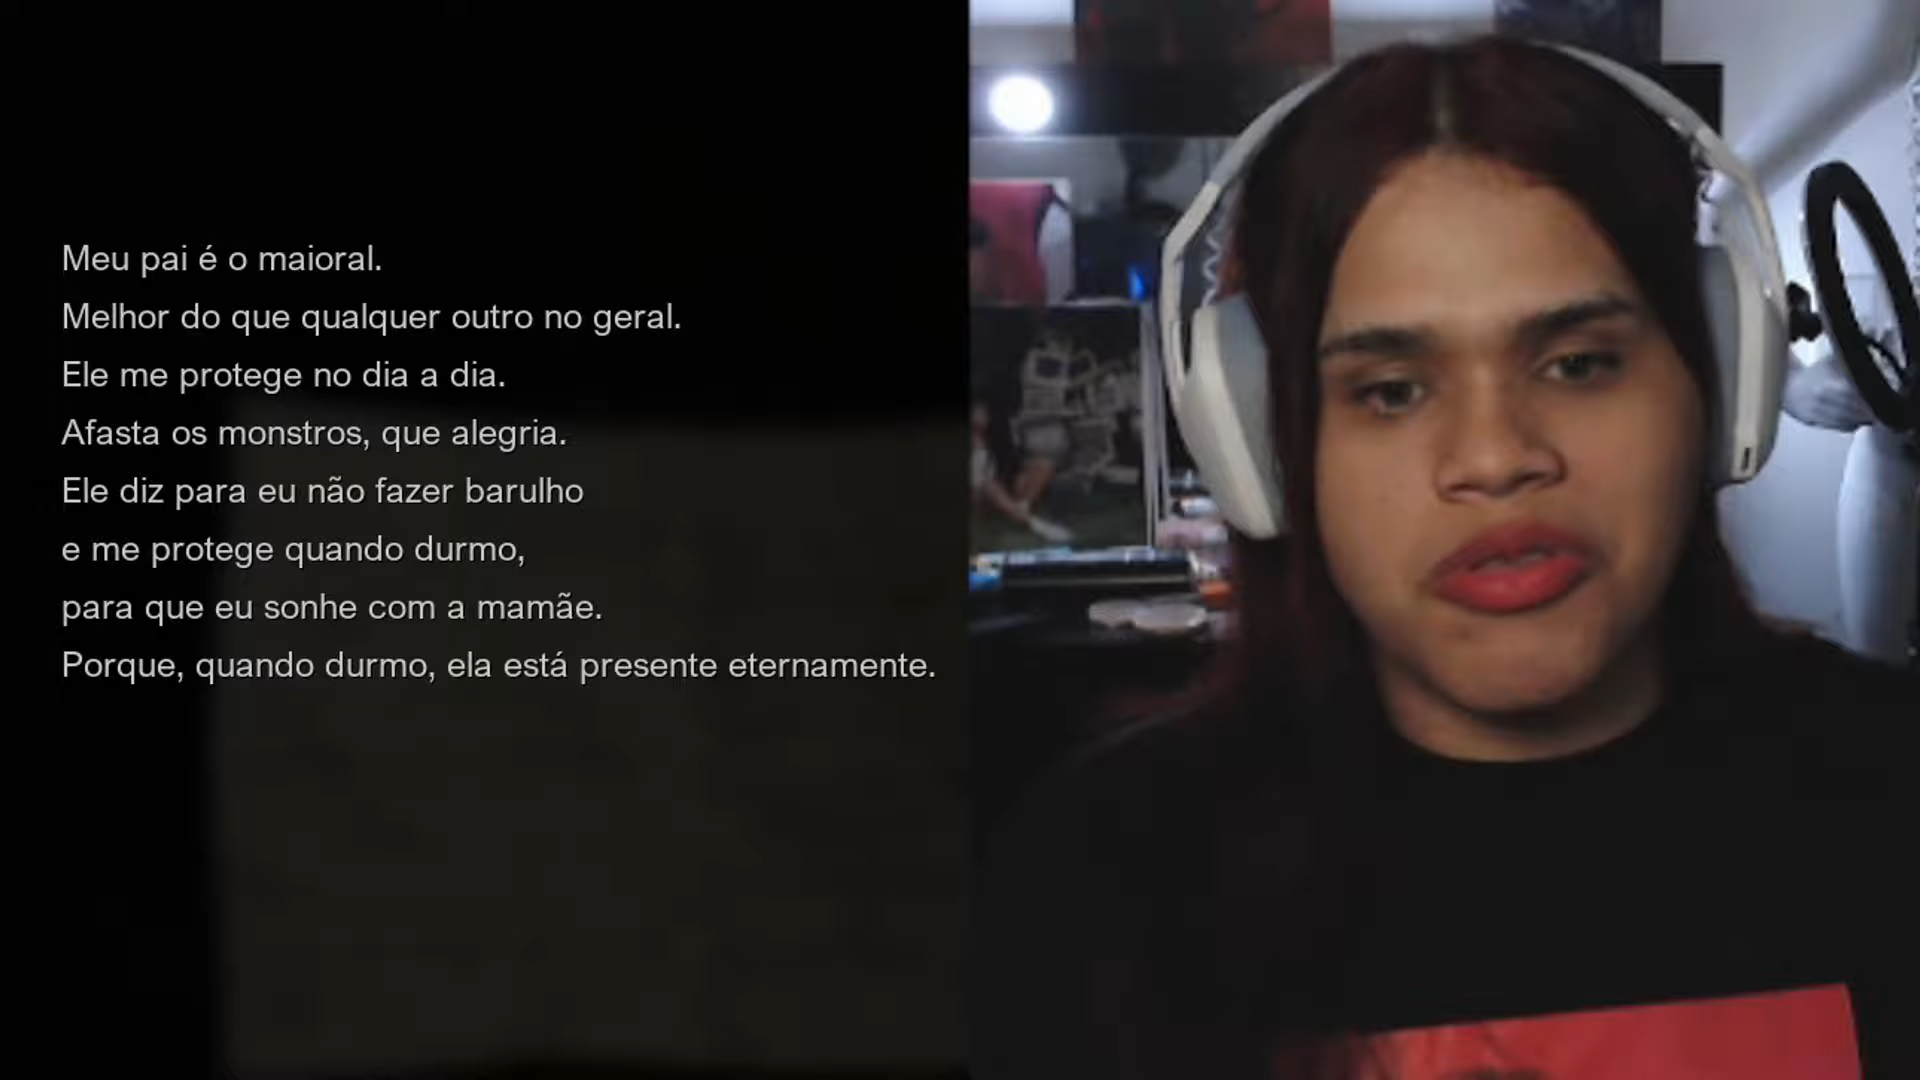 Meu pai é o maioral.
Melhor do que qualquer outro no geral.
Ele me protege no dia a dia.
Afasta os monstros, que alegria.
Ele diz para eu não fazer barulho
e me protege quando durmo,
para que eu sonhe com a mamãe.
Porque, quando durmo, ela está presente eternamente.